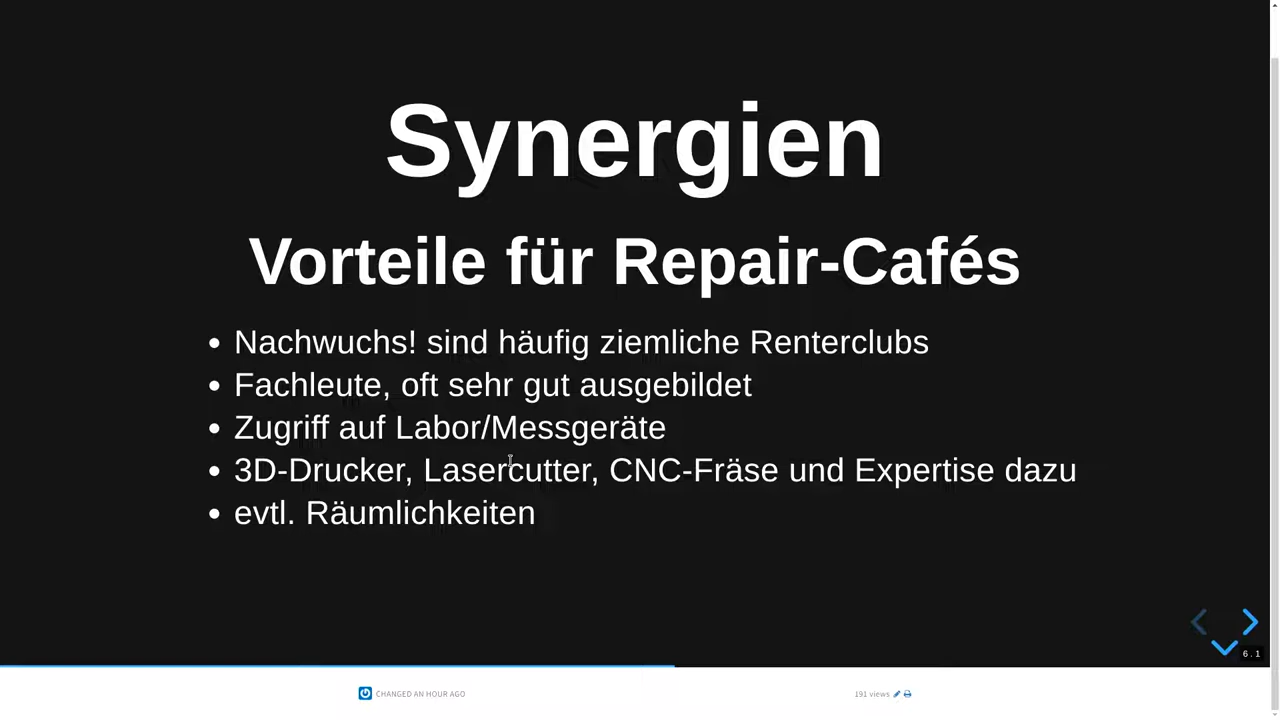 Synergien
Vorteile für Repair-Cafés
• Nachwuchs! sind häufig ziemliche Renterclubs
• Fachleute, oft sehr gut ausgebildet
• Zugriff auf Labor/Messgeräte
• 3D-Drucker, Lasercutter, CNC-Fräse und Expertise dazu
• evtl. Räumlichkeiten
6.1
CHANGED AN HOUR AGO
191 views